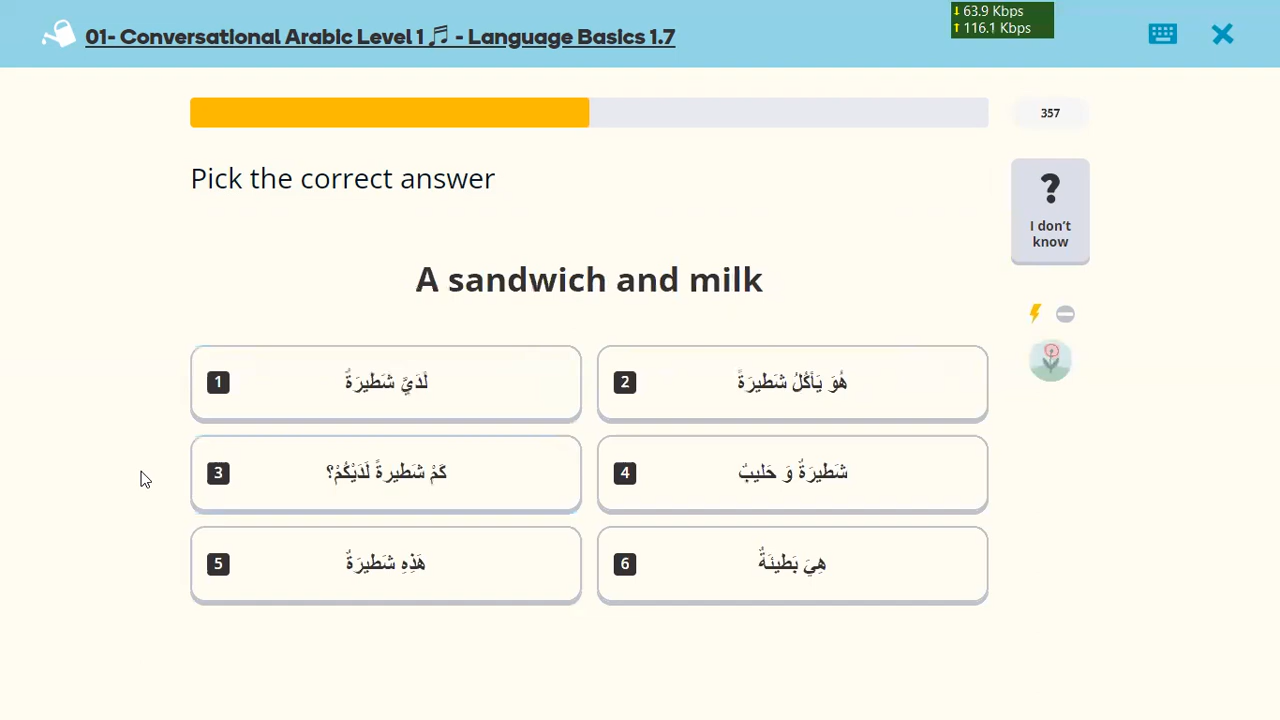 01- Conversational Arabic Level 1🎵 - Language Basics 1.7
63.9 Kbps
116.1 Kbps
357
Pick the correct answer
?
I don't know
A sandwich and milk
1 لَدَيَّ شَطيرَةٌ
2 هُوَ يَأكُلُ شَطيرَةً
3 كَمْ شَطيرةً لَدَيْكُمْ؟
4 شَطيرَةٌ وَ حَليبٌ
5 هَذِهِ شَطيرَةٌ
6 هِيَ بَطيئَةٌ